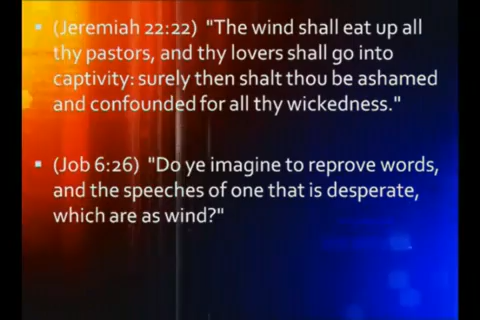 (Jeremiah 22:22) "The wind shall eat up all
thy pastors, and thy lovers shall go into
captivity: surely then shalt thou be ashamed
and confounded for all thy wickedness."
(Job 6:26) "Do ye imagine to reprove words,
and the speeches of one that is desperate,
which are as wind?"